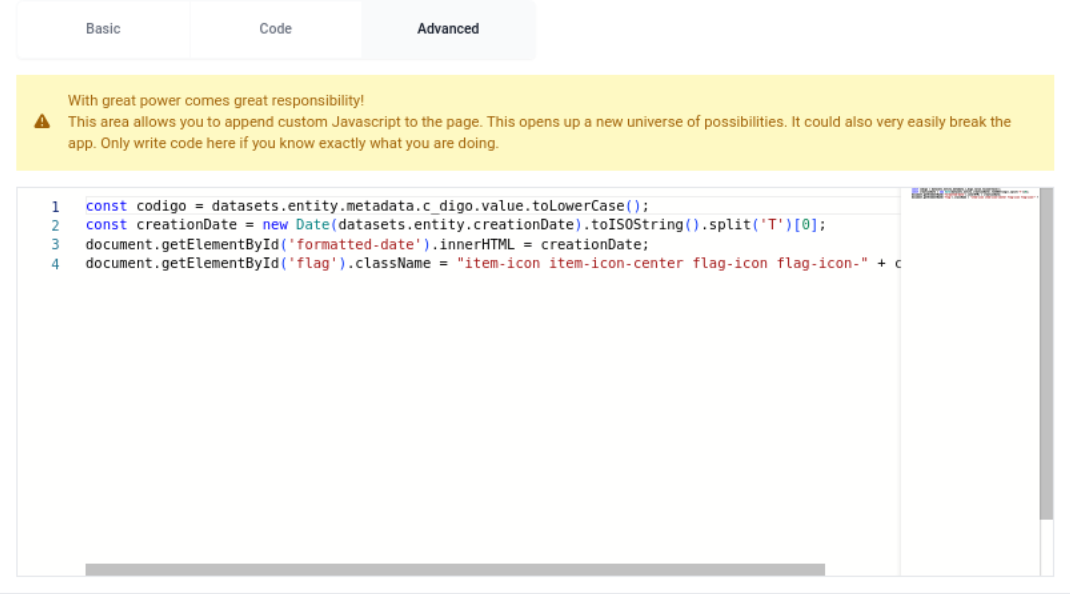 Basic
Code
Advanced
With great power comes great responsibility!
This area allows you to append custom Javascript to the page. This opens up a new universe of possibilities. It could also very easily break the
app. Only write code here if you know exactly what you are doing.
1 const codigo = datasets.entity.metadata.c_digo.value.toLowerCase();
2 const creationDate = new Date(datasets.entity.creationDate).toISOString().split('T')[0];
3 document.getElementById('formatted-date').innerHTML = creationDate;
4 document.getElementById('flag').className = "item-icon item-icon-center flag-icon flag-icon-" + c